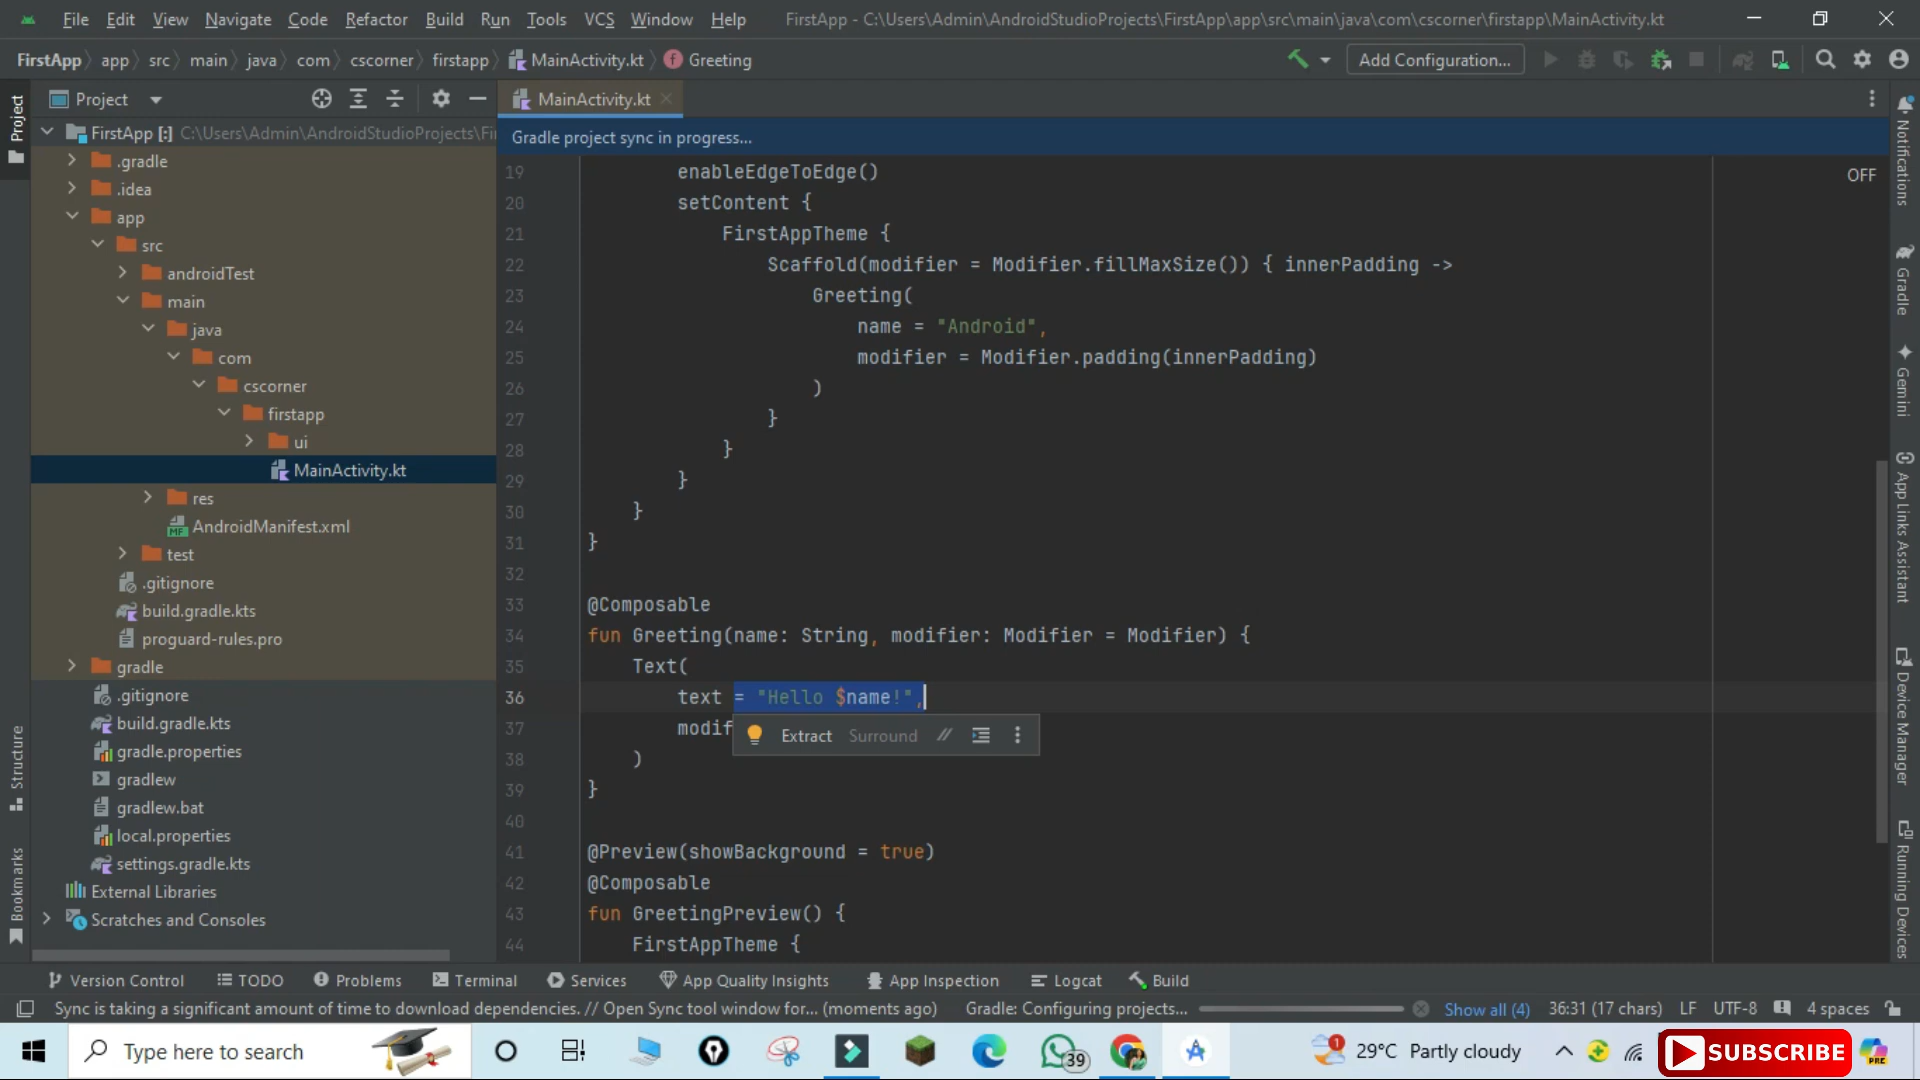 File Edit View Navigate Code Refactor Build Run Tools VCS Window Help FirstApp - C:\Users\Admin\AndroidStudioProjects\FirstApp\app\src\main\java\com\cscorner\firstapp\MainActivity.kt
FirstApp app src main java com cscorner firstapp MainActivity.kt Greeting Add Configuration...
Project
MainActivity.kt
Gradle project sync in progress...
OFF
FirstApp [:] C:\Users\Admin\AndroidStudioProjects\Fi
.gradle
.idea
app
src
androidTest
main
java
com
cscorner
firstapp
ui
MainActivity.kt
res
AndroidManifest.xml
test
.gitignore
build.gradle.kts
proguard-rules.pro
gradle
.gitignore
build.gradle.kts
gradle.properties
gradlew
gradlew.bat
local.properties
settings.gradle.kts
External Libraries
Scratches and Consoles
19 enableEdgeToEdge()
20 setContent {
21 FirstAppTheme {
22 Scaffold(modifier = Modifier.fillMaxSize()) { innerPadding ->
23 Greeting(
24 name = "Android",
25 modifier = Modifier.padding(innerPadding)
26 )
27 }
28 }
29 }
30 }
31 }
32
33 @Composable
34 fun Greeting(name: String, modifier: Modifier = Modifier) {
35 Text(
36 text = "Hello $name!",
37 modif
Extract Surround //
38 )
39 }
40
41 @Preview(showBackground = true)
42 @Composable
43 fun GreetingPreview() {
44 FirstAppTheme {
Project
Structure
Bookmarks
Notifications
Gradle
Gemini
App Links Assistant
Device Manager
Running Devices
Version Control TODO Problems Terminal Services App Quality Insights App Inspection Logcat Build
Sync is taking a significant amount of time to download dependencies. // Open Sync tool window for... (moments ago) Gradle: Configuring projects... Show all (4) 36:31 (17 chars) LF UTF-8 4 spaces
Type here to search 39 1 29°C Partly cloudy SUBSCRIBE PRE